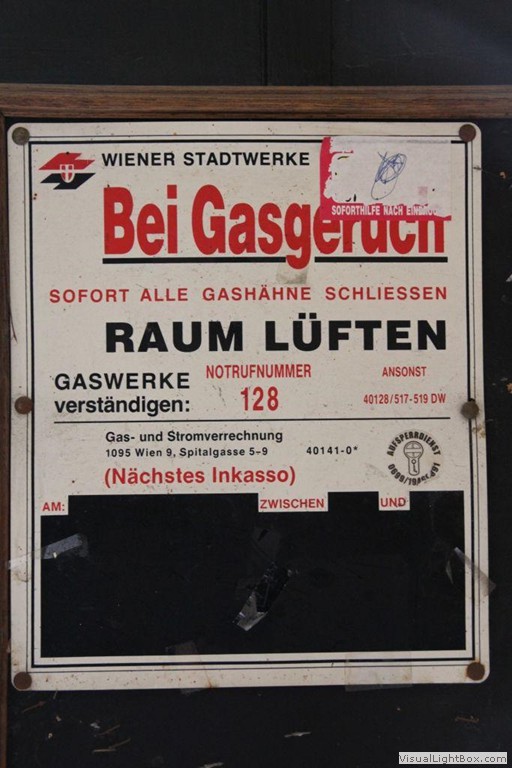 WIENER STADTWERKE
Bei Gasgeruch
SOFORTHILFE NACH
SOFORT ALLE GASHÄHNE SCHLIESSEN
RAUM LÜFTEN
GASWERKE
verständigen:
NOTRUFNUMMER
128
ANSONST
40128/517-519 DW
Gas- und Stromverrechnung
1095 Wien 9, Spitalgasse 5-9
40141-0*
(Nächstes Inkasso)
AUFSPERRDIENST
AM: ZWISCHEN UND
VisualLightBox.com